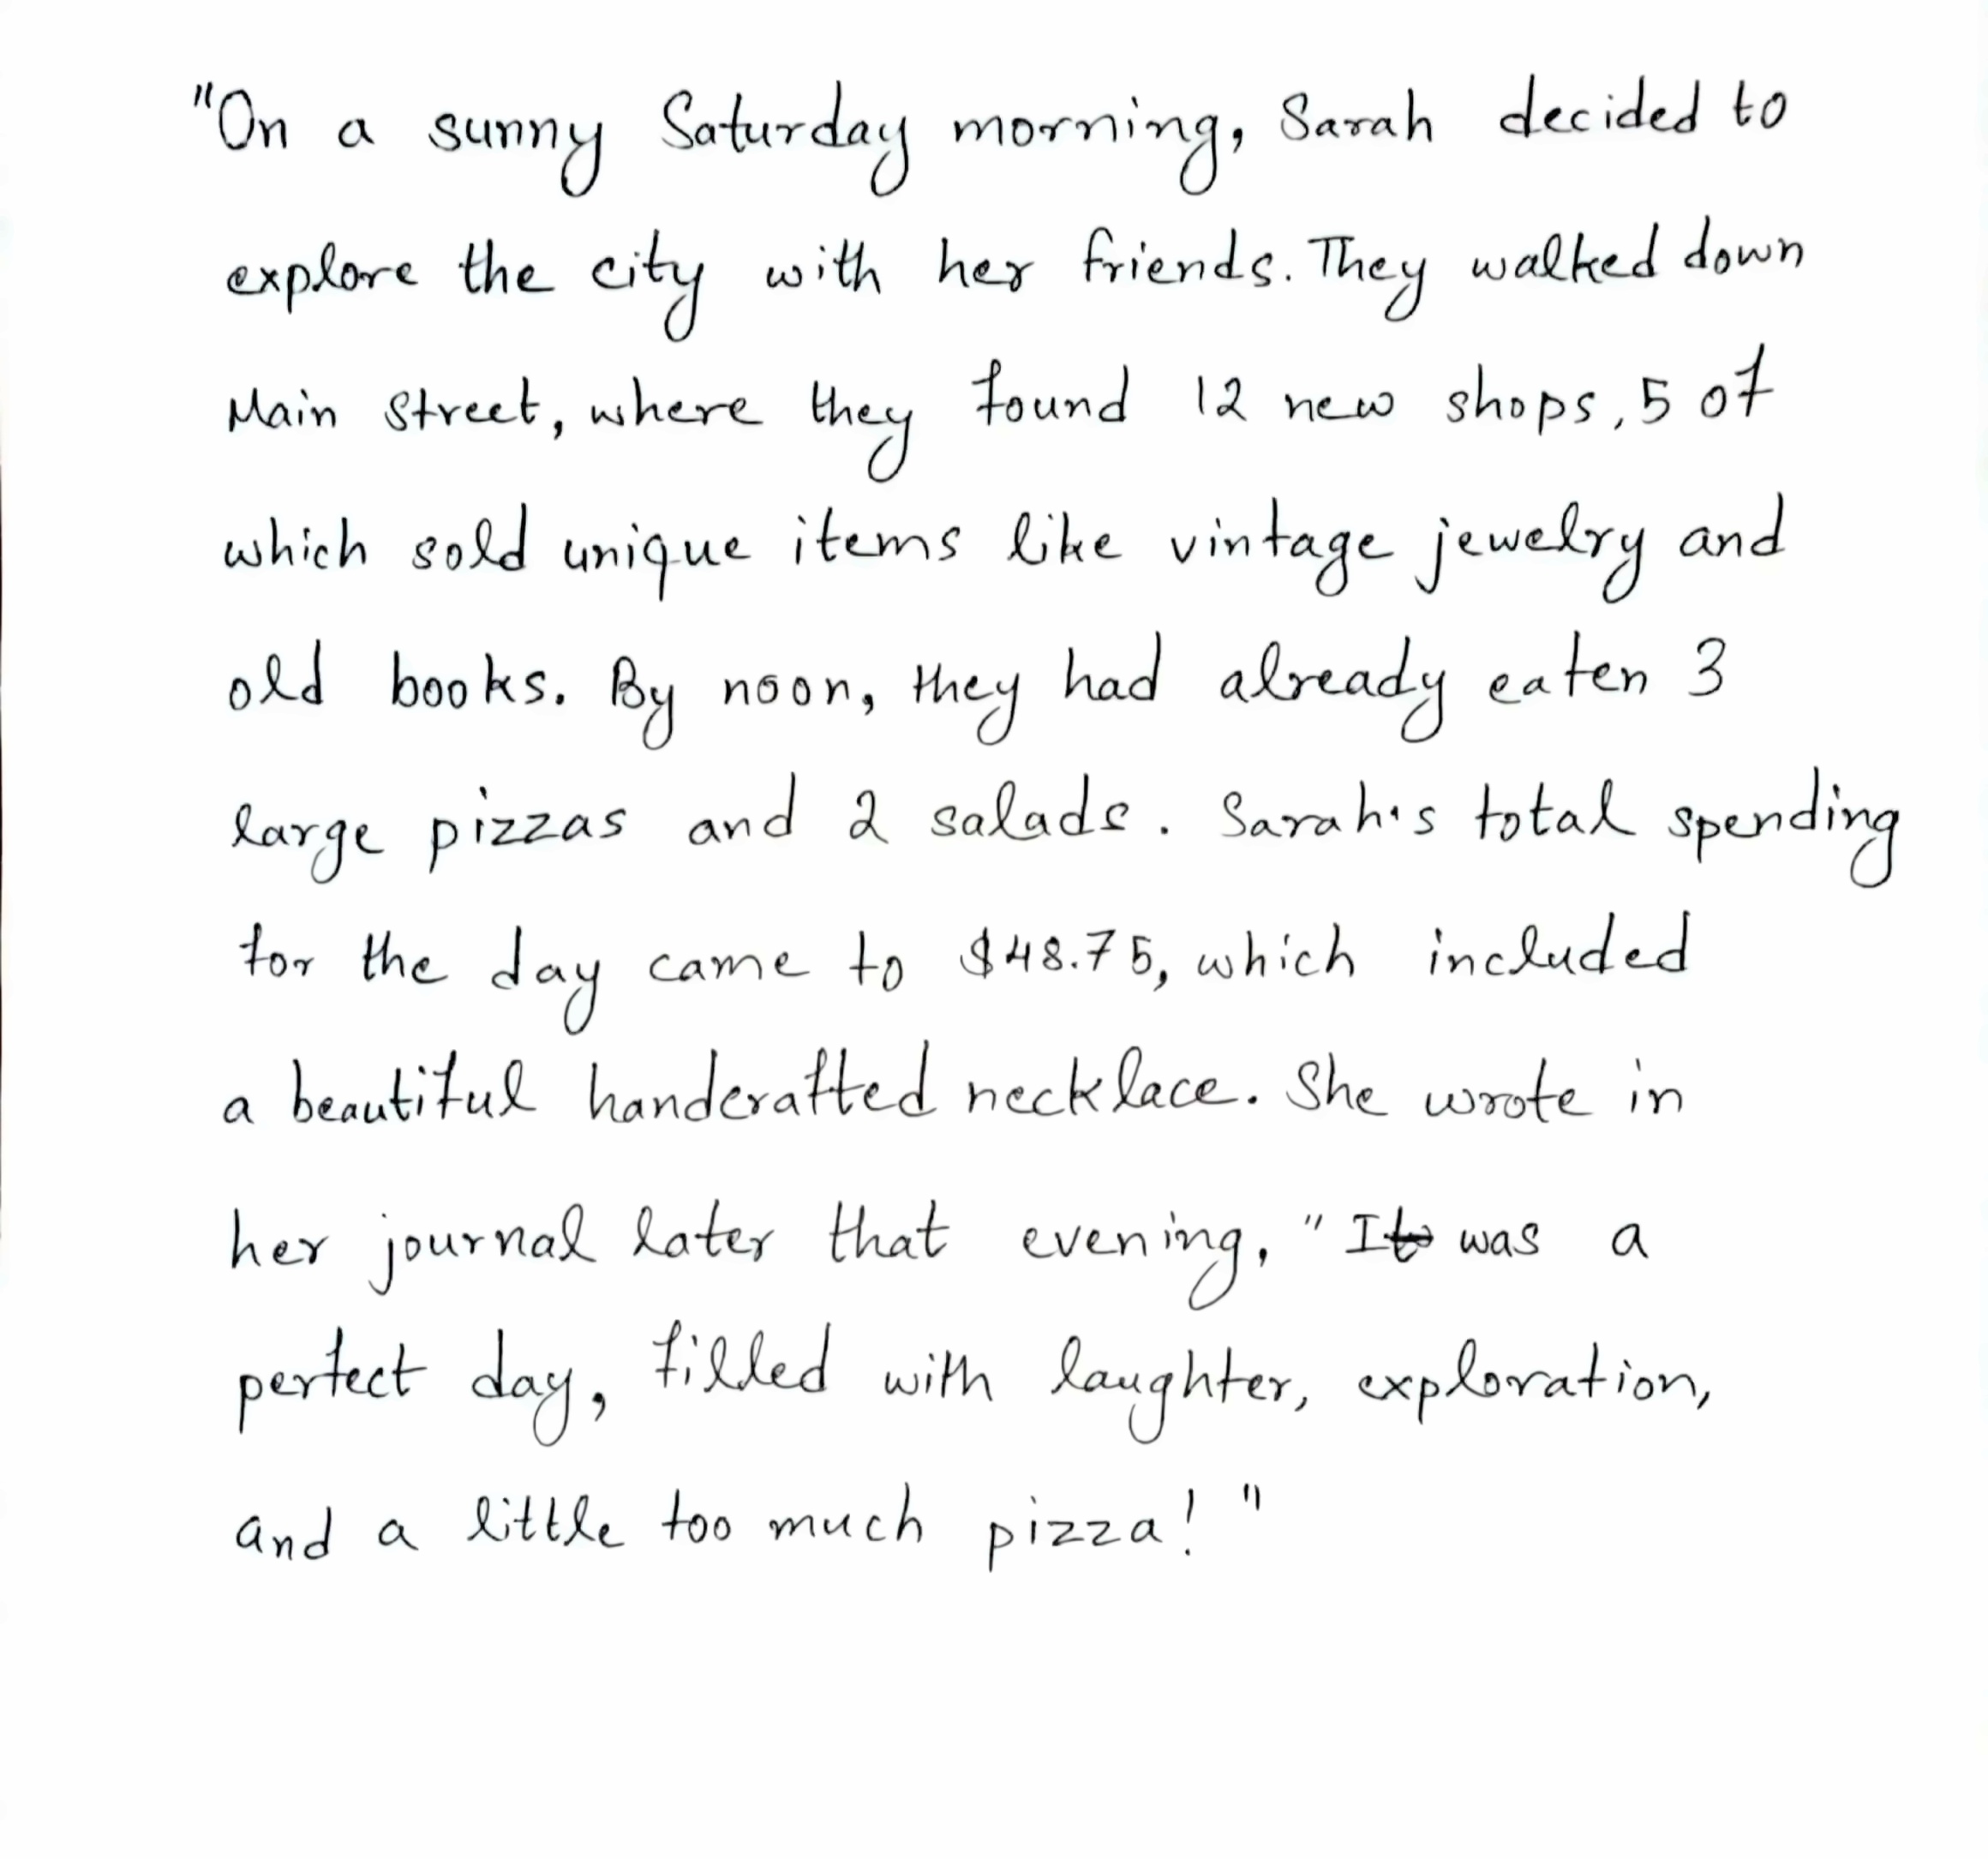 "On a sunny Saturday morning, Sarah decided to
explore the city with her friends. They walked down
Main Street, where they found 12 new shops, 5 of
which sold unique items like vintage jewelry and
old books. By noon, they had already eaten 3
large pizzas and 2 salads. Sarah's total spending
for the day came to $48.75, which included
a beautiful handcrafted necklace. She wrote in
her journal later that evening, "It was a
perfect day, filled with laughter, exploration,
and a little too much pizza!"